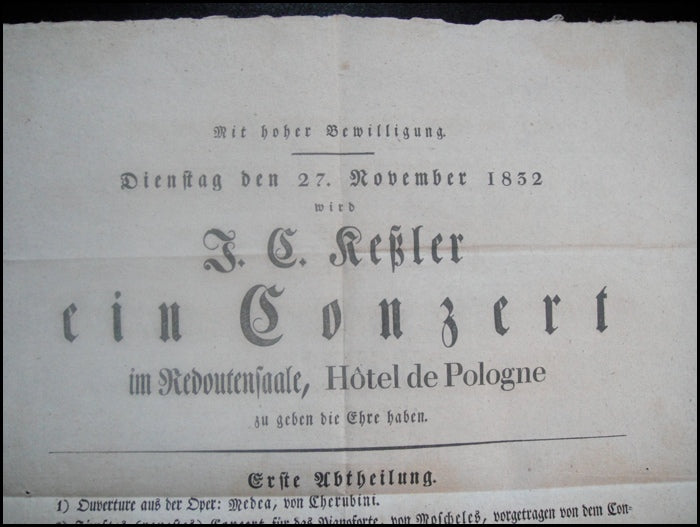 Mit hoher Bewilligung.
Dienstag den 27. November 1832
wird
J. C. Keßler
ein Conzert
im Redoutensaale, Hôtel de Pologne
zu geben die Ehre haben.
Erste Abtheilung.
1) Ouverture aus der Oper: Medea, von Cherubini.
Concert für das Pianoforte, von Moscheles, vorgetragen von dem Con-